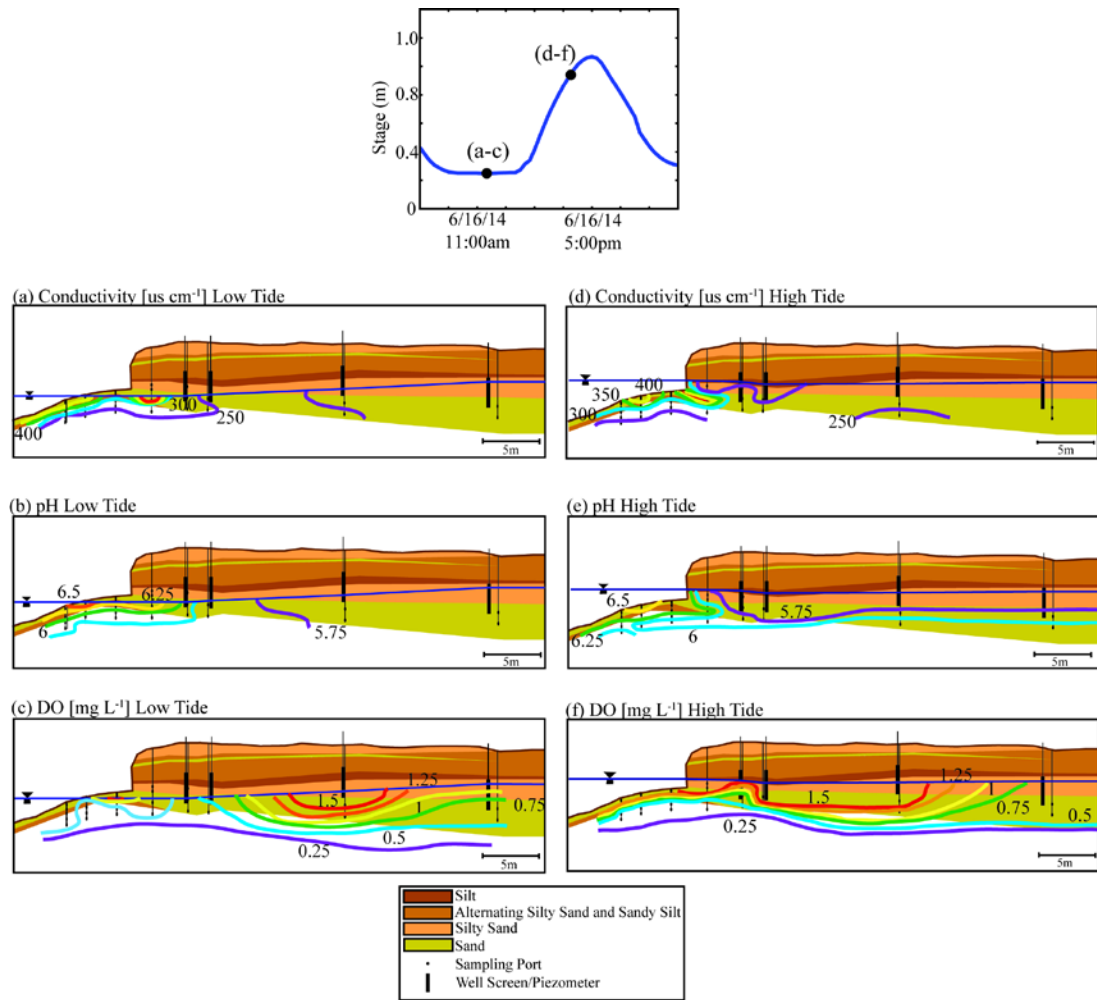 1.0
0.8
0.4
0
Stage (m)
(d-f)
(a-c)
6/16/14
11:00am
6/16/14
5:00pm
(a) Conductivity [us cm⁻¹] Low Tide
300
250
400
5m
(d) Conductivity [us cm⁻¹] High Tide
400
350
300
250
5m
(b) pH Low Tide
6.5
6.25
6
5.75
5m
(e) pH High Tide
6.5
5.75
6.25
6
5m
(c) DO [mg L⁻¹] Low Tide
1.25
1.5
1
0.75
0.5
0.25
5m
(f) DO [mg L⁻¹] High Tide
1.25
1.5
1
0.75
0.5
0.25
5m
Silt
Alternating Silty Sand and Sandy Silt
Silty Sand
Sand
Sampling Port
Well Screen/Piezometer